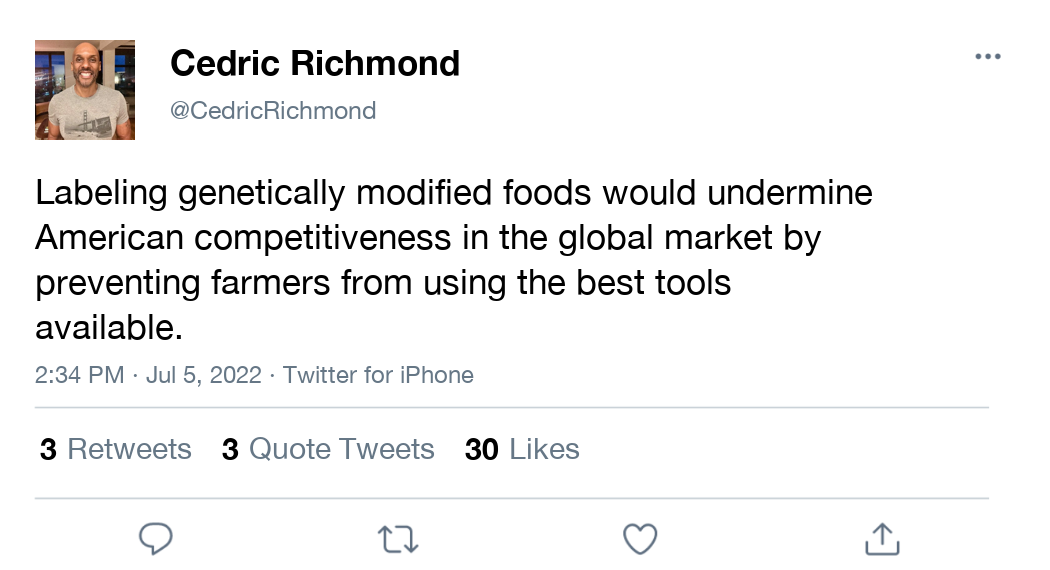 Cedric Richmond
@CedricRichmond
Labeling genetically modified foods would undermine
American competitiveness in the global market by
preventing farmers from using the best tools
available.
2:34 PM · Jul 5, 2022 · Twitter for iPhone
3 Retweets 3 Quote Tweets 30 Likes